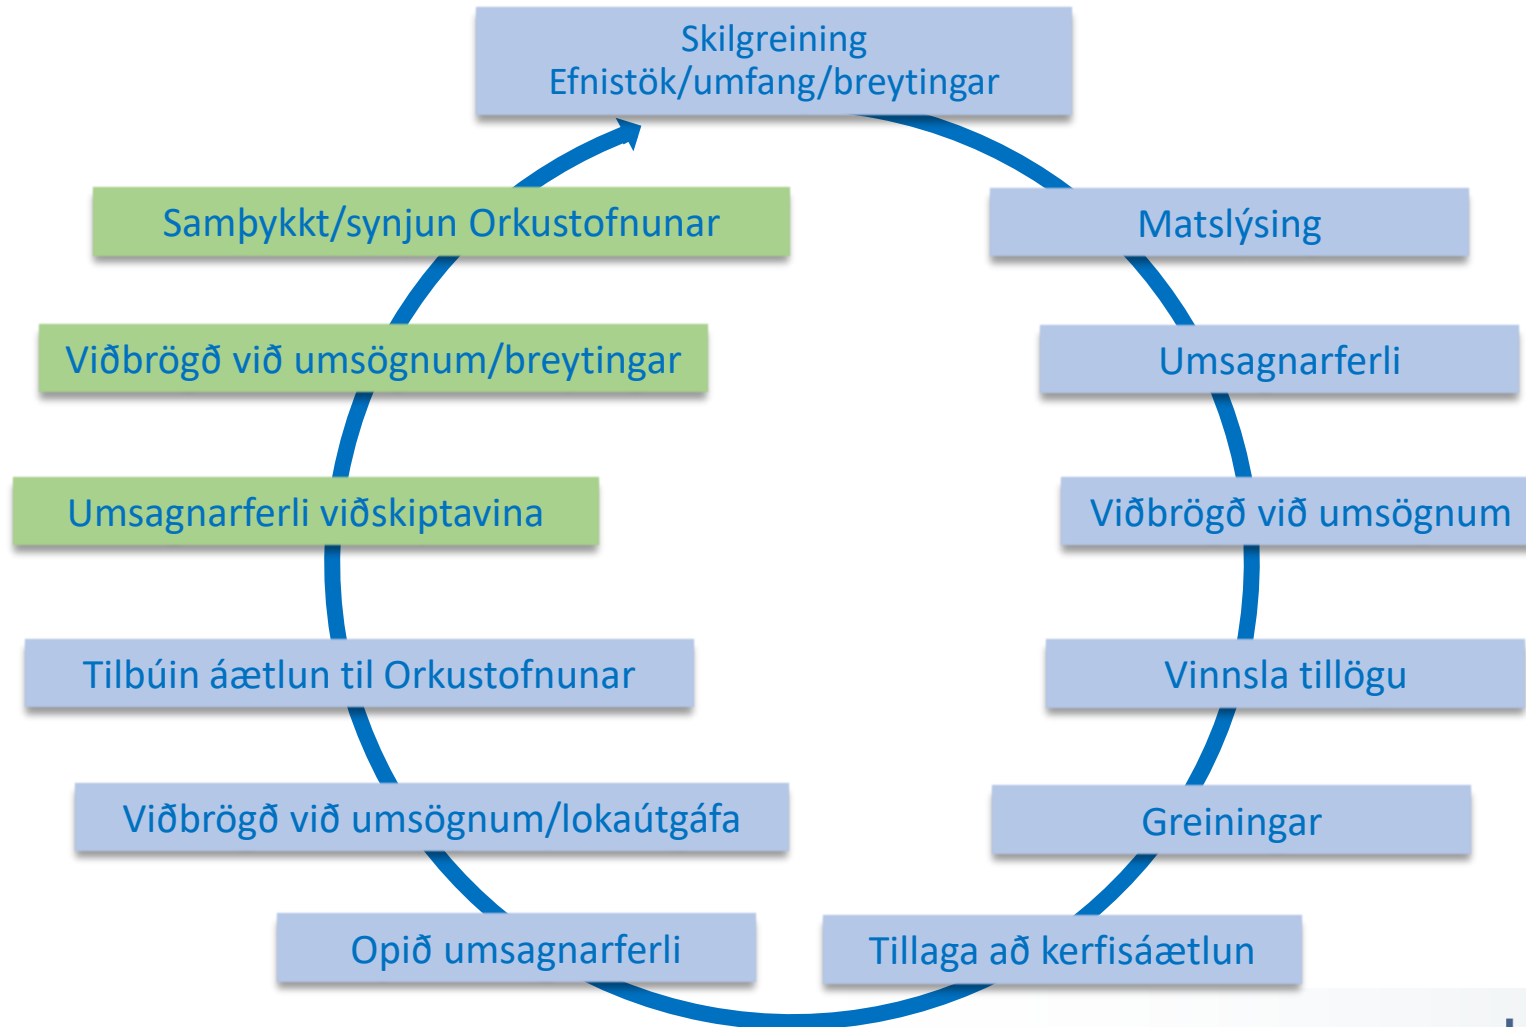 Skilgreining
Efnistök/umfang/breytingar
Matslýsing
Umsagnarferli
Viðbrögð við umsögnum
Vinnsla tillögu
Greiningar
Tillaga að kerfisáætlun
Opið umsagnarferli
Viðbrögð við umsögnum/lokaútgáfa
Tilbúin áætlun til Orkustofnunar
Umsagnarferli viðskiptavina
Viðbrögð við umsögnum/breytingar
Samþykkt/synjun Orkustofnunar